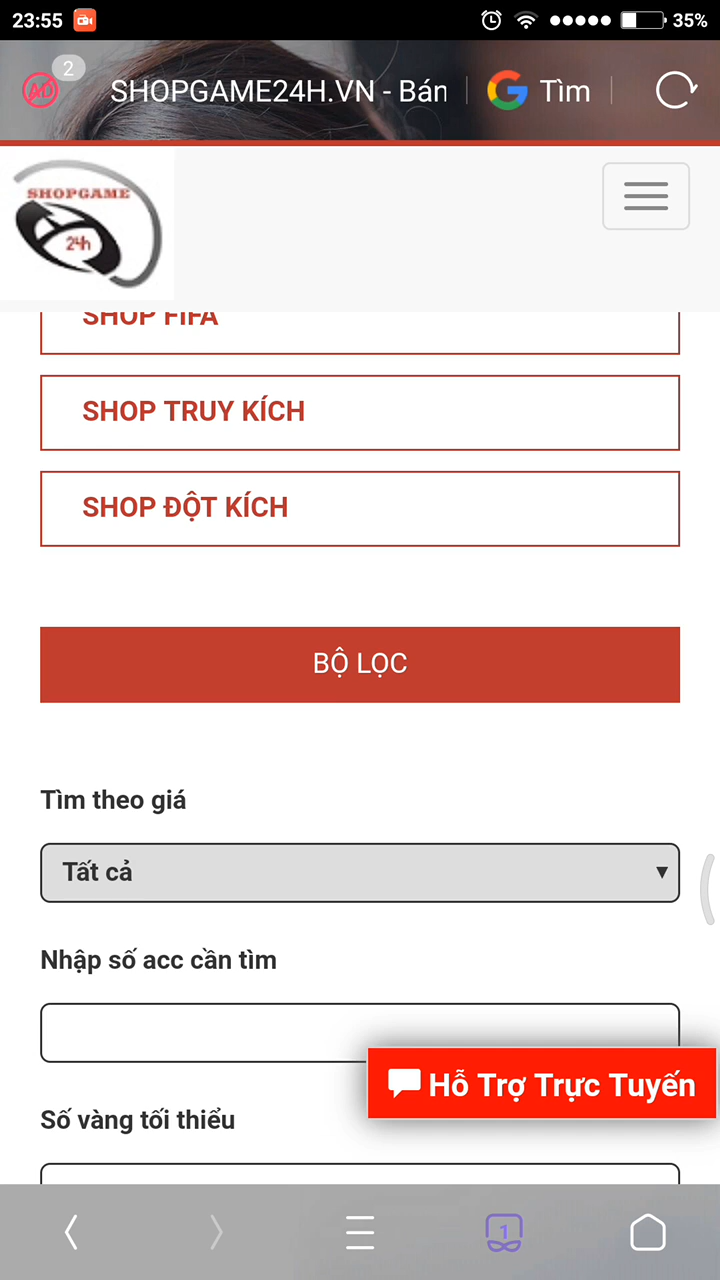 23:55
35%
AD
2
SHOPGAME24H.VN - Bán
Tìm
SHOPGAME
24h
SHOP FIFA
SHOP TRUY KÍCH
SHOP ĐỘT KÍCH
BỘ LỌC
Tìm theo giá
Tất cả
Nhập số acc cần tìm
Hỗ Trợ Trực Tuyến
Số vàng tối thiểu
1